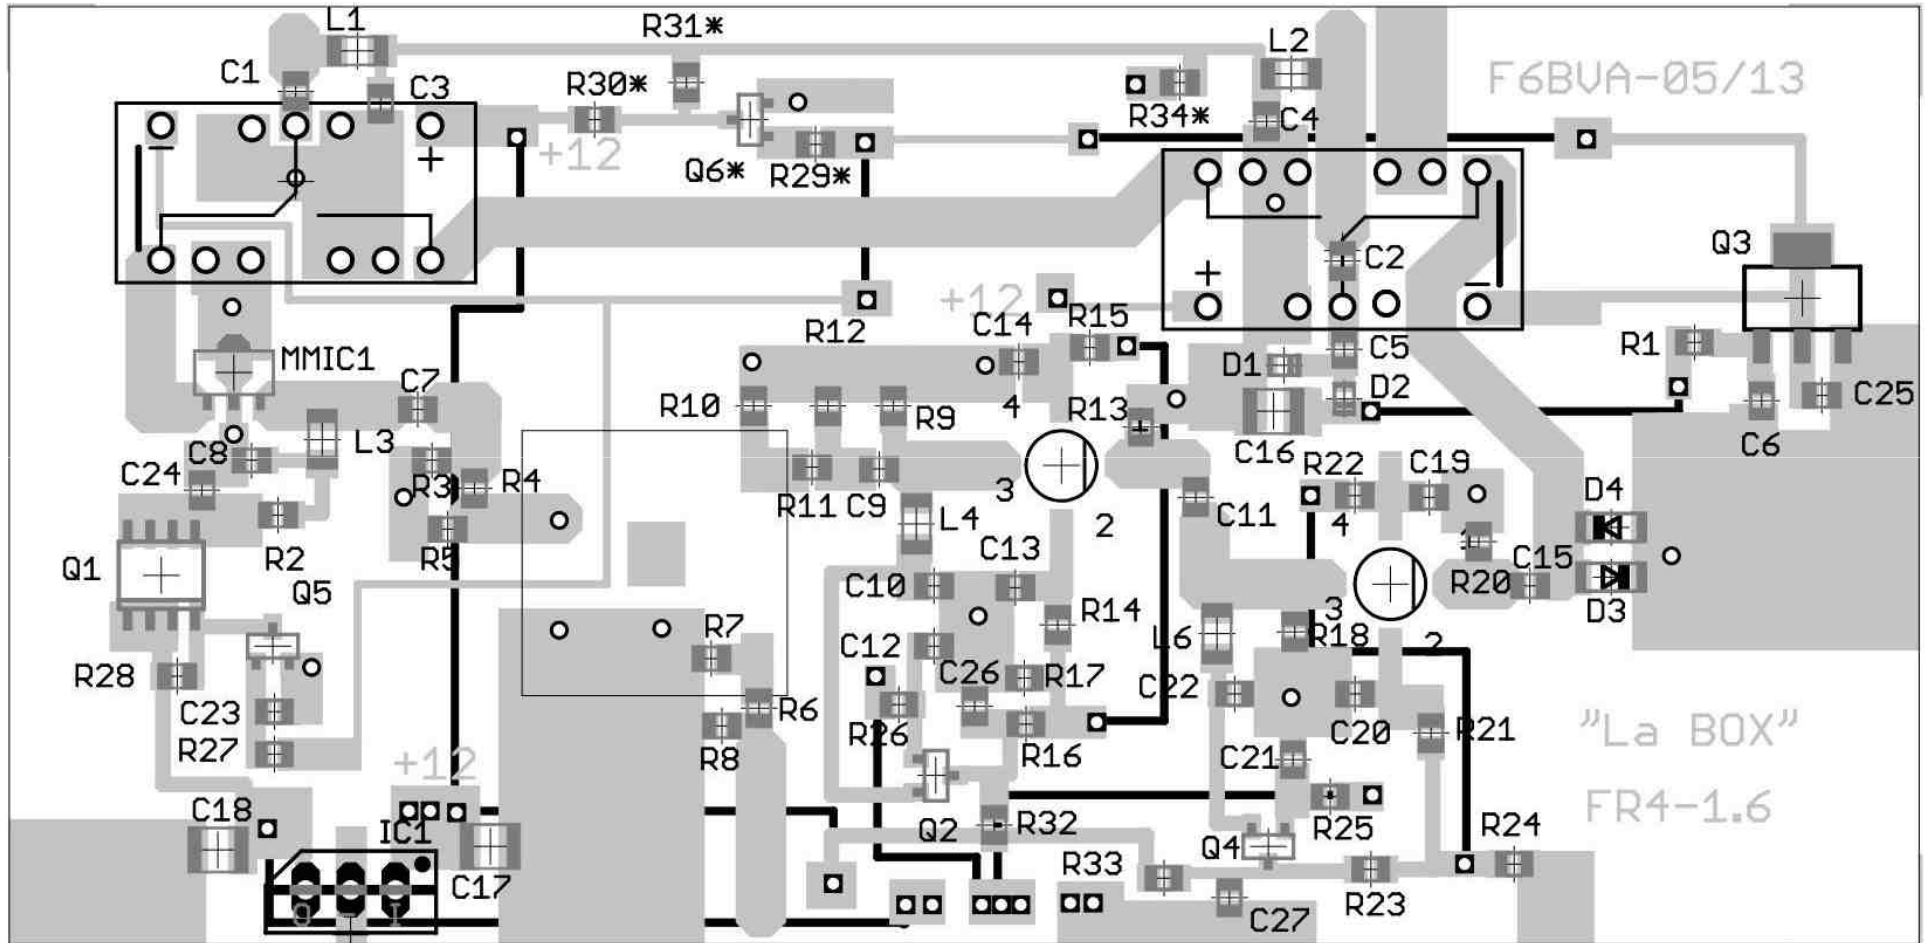 L1
R31*
L2
C1
R30*
C3
F6BVA-05/13
R34*
C4
+12
Q6*
R29*
+
Q3
C2
+
+12
R12
C14
R15
MMIC1
C5
R1
D1
C7
D2
C25
R10
4
R9
R13
C8
L3
C16
C6
C24
R3
R4
3
R22
C19
D4
R11
C9
L4
2
C11
4
R2
R5
Q1
C13
C15
Q5
C10
R20
D3
R14
3
R7
L6
R18
2
C12
R28
C26
R17
C22
C23
R6
R26
R27
R8
R16
C21
C20
R21
"La BOX"
+12
C18
IC1
Q2
R32
R25
R24
FR4-1.6
Q4
C17
R33
O
-
I
C27
R23